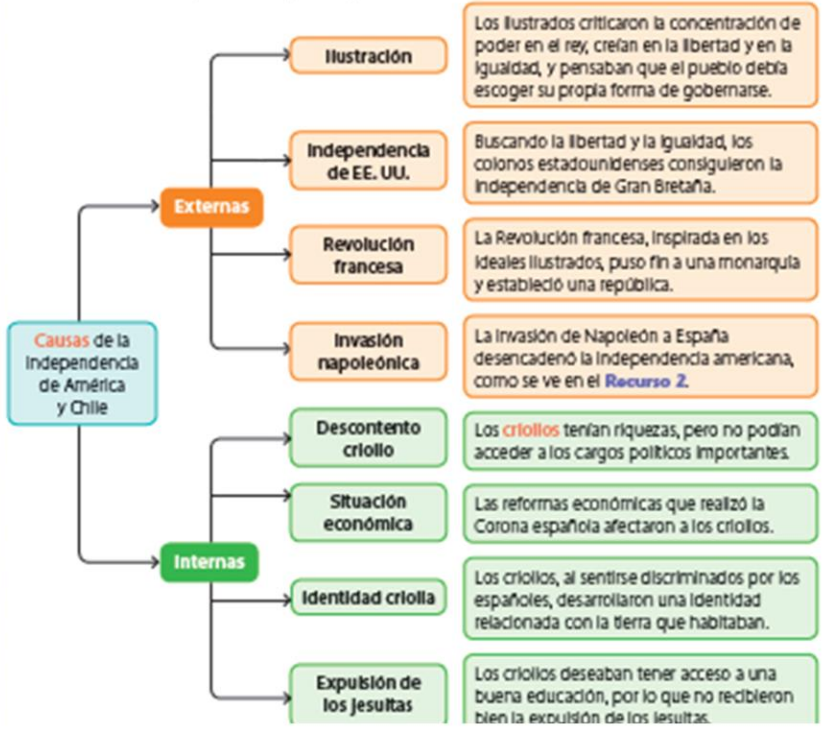 Causas de la
independencia
de América
y Chile
Externas
Ilustración
Los ilustrados criticaron la concentración de
poder en el rey, creían en la libertad y en la
igualdad, y pensaban que el pueblo debía
escoger su propia forma de gobernarse.
Independencia
de EE. UU.
Buscando la libertad y la igualdad, los
colonos estadounidenses consiguieron la
independencia de Gran Bretaña.
Revolución
francesa
La Revolución francesa, inspirada en los
ideales ilustrados, puso fin a una monarquía
y estableció una república.
Invasión
napoleónica
La invasión de Napoleón a España
desencadenó la independencia americana,
como se ve en el Recurso 2.
Internas
Descontento
criollo
Los criollos tenían riquezas, pero no podían
acceder a los cargos políticos importantes.
Situación
económica
Las reformas económicas que realizó la
Corona española afectaron a los criollos.
Identidad criolla
Los criollos, al sentirse discriminados por los
españoles, desarrollaron una identidad
relacionada con la tierra que habitaban.
Expulsión de
los jesuitas
Los criollos deseaban tener acceso a una
buena educación, por lo que no recibieron
bien la expulsión de los jesuitas.